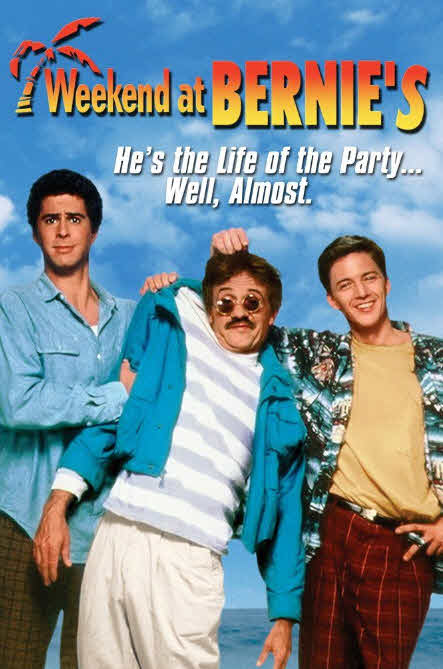 Weekend at BERNIE'S
He's the Life of the Party...
Well, Almost.